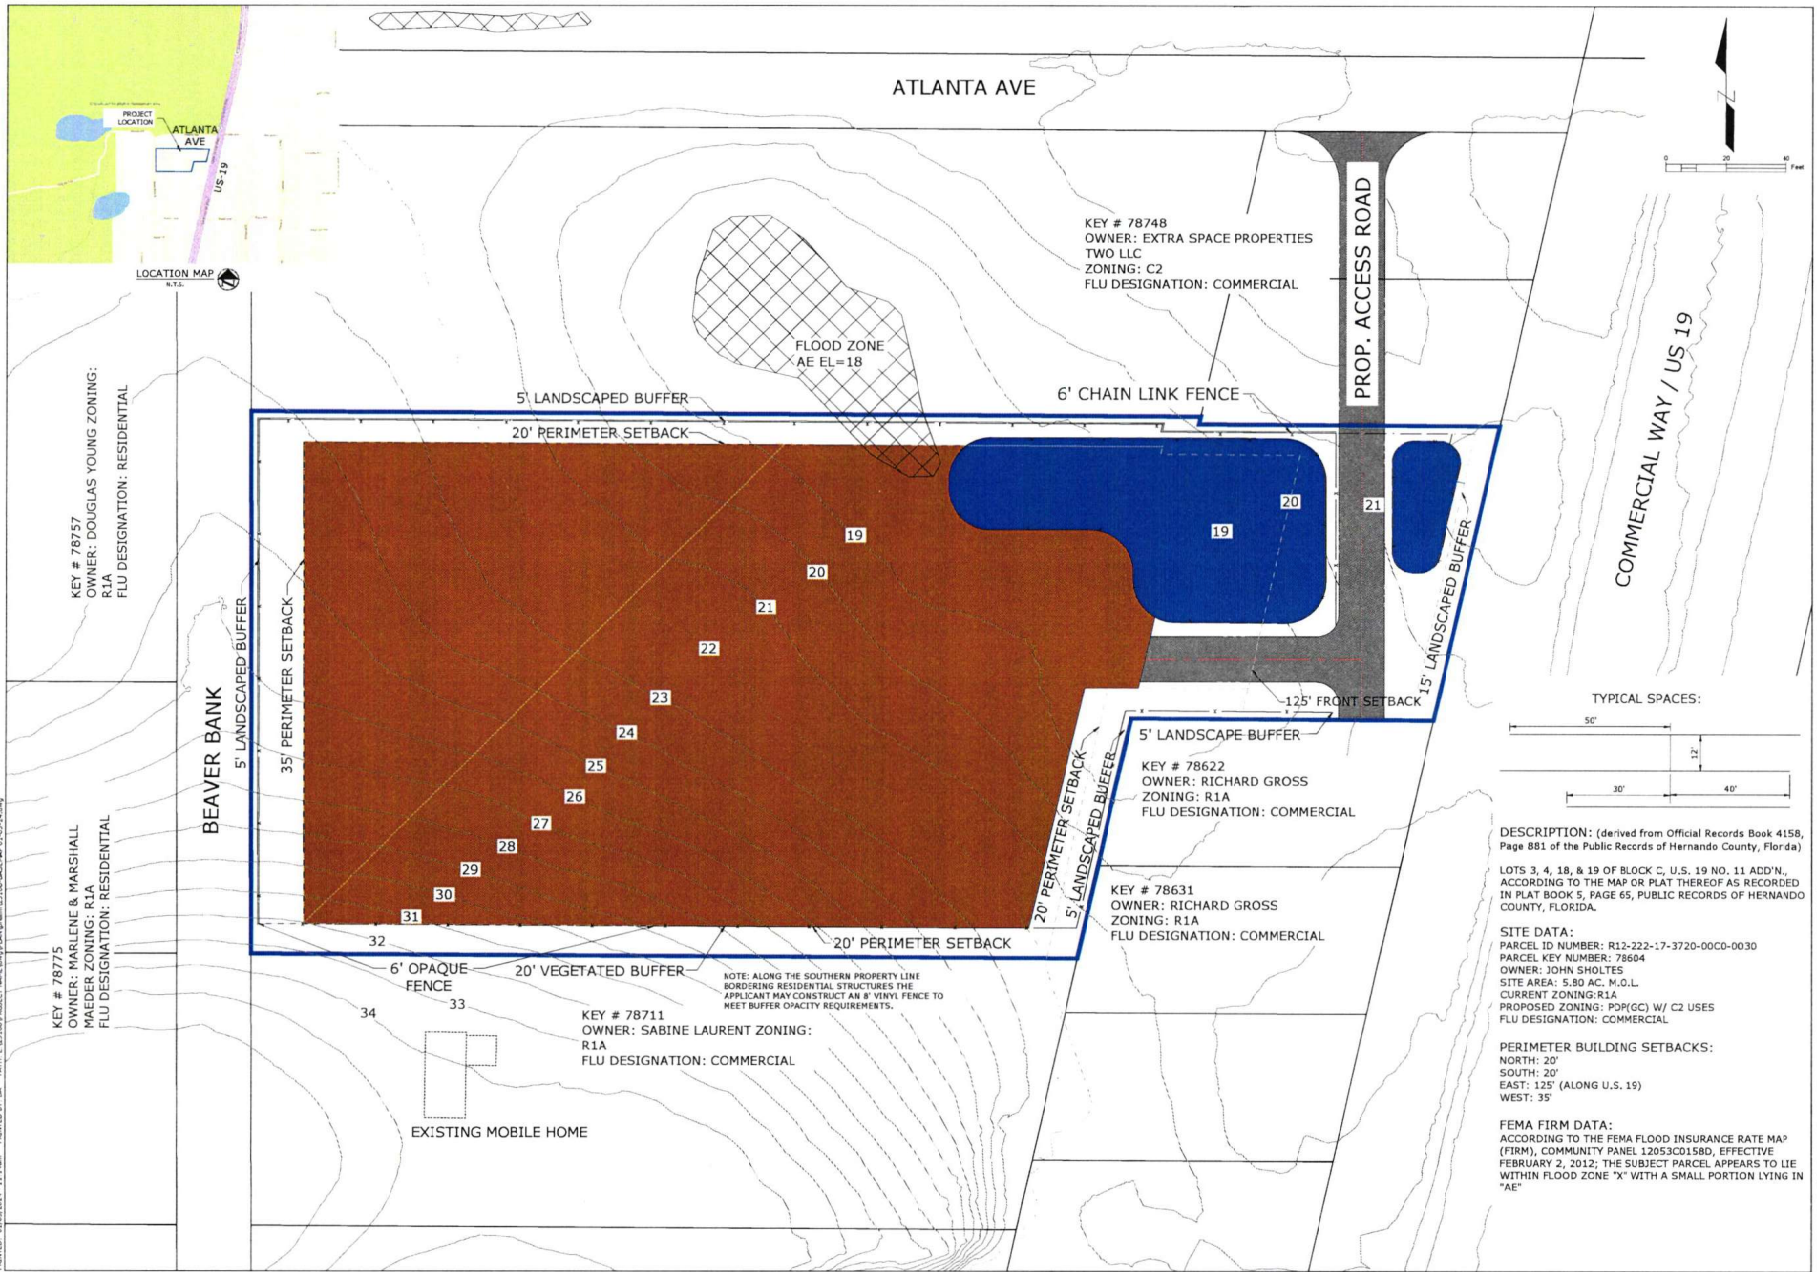 ATLANTA AVE
PROJECT
LOCATION
ATLANTA
AVE
US-19
LOCATION MAP
N.T.S.
Z
0 20 40
Feet
KEY # 78748
OWNER: EXTRA SPACE PROPERTIES
TWO LLC
ZONING: C2
FLU DESIGNATION: COMMERCIAL
PROP. ACCESS ROAD
COMMERCIAL WAY / US 19
FLOOD ZONE
AE EL=18
5' LANDSCAPED BUFFER
6' CHAIN LINK FENCE
20' PERIMETER SETBACK
KEY # 78757
OWNER: DOUGLAS YOUNG ZONING:
R1A
FLU DESIGNATION: RESIDENTIAL
BEAVER BANK
5' LANDSCAPED BUFFER
35' PERIMETER SETBACK
KEY # 78775
OWNER: MARLENE & MARSHALL
MAEDER ZONING: R1A
FLU DESIGNATION: RESIDENTIAL
19
20
21
22
23
24
25
26
27
28
29
30
31
32
33
34
19
20
21
15' LANDSCAPED BUFFER
125' FRONT SETBACK
5' LANDSCAPE BUFFER
20' PERIMETER SETBACK
5' LANDSCAPED BUFFER
KEY # 78622
OWNER: RICHARD GROSS
ZONING: R1A
FLU DESIGNATION: COMMERCIAL
KEY # 78631
OWNER: RICHARD GROSS
ZONING: R1A
FLU DESIGNATION: COMMERCIAL
20' PERIMETER SETBACK
6' OPAQUE
FENCE
20' VEGETATED BUFFER
NOTE: ALONG THE SOUTHERN PROPERTY LINE
BORDERING RESIDENTIAL STRUCTURES THE
APPLICANT MAY CONSTRUCT AN 8' VINYL FENCE TO
MEET BUFFER OPACITY REQUIREMENTS.
KEY # 78711
OWNER: SABINE LAURENT ZONING:
R1A
FLU DESIGNATION: COMMERCIAL
EXISTING MOBILE HOME
TYPICAL SPACES:
50'
12'
30'
40'
DESCRIPTION: (derived from Official Records Book 4158,
Page 881 of the Public Records of Hernando County, Florda)
LOTS 3, 4, 18, & 19 OF BLOCK C, U.S. 19 NO. 11 ADD'N.,
ACCORDING TO THE MAP OR PLAT THEREOF AS RECORDED
IN PLAT BOOK 5, PAGE 65, PUBLIC RECORDS OF HERNANDO
COUNTY, FLORIDA.
SITE DATA:
PARCEL ID NUMBER: R12-222-17-3720-00C0-0030
PARCEL KEY NUMBER: 78604
OWNER: JOHN SHOLTES
SITE AREA: 5.80 AC. M.O.L.
CURRENT ZONING:R1A
PROPOSED ZONING: PDP(GC) W/ C2 USES
FLU DESIGNATION: COMMERCIAL
PERIMETER BUILDING SETBACKS:
NORTH: 20'
SOUTH: 20'
EAST: 125' (ALONG U.S. 19)
WEST: 35'
FEMA FIRM DATA:
ACCORDING TO THE FEMA FLOOD INSURANCE RATE MAP
(FIRM), COMMUNITY PANEL 12053C0158D, EFFECTIVE
FEBRUARY 2, 2012; THE SUBJECT PARCEL APPEARS TO LIE
WITHIN FLOOD ZONE "X" WITH A SMALL PORTION LYING IN
"AE"